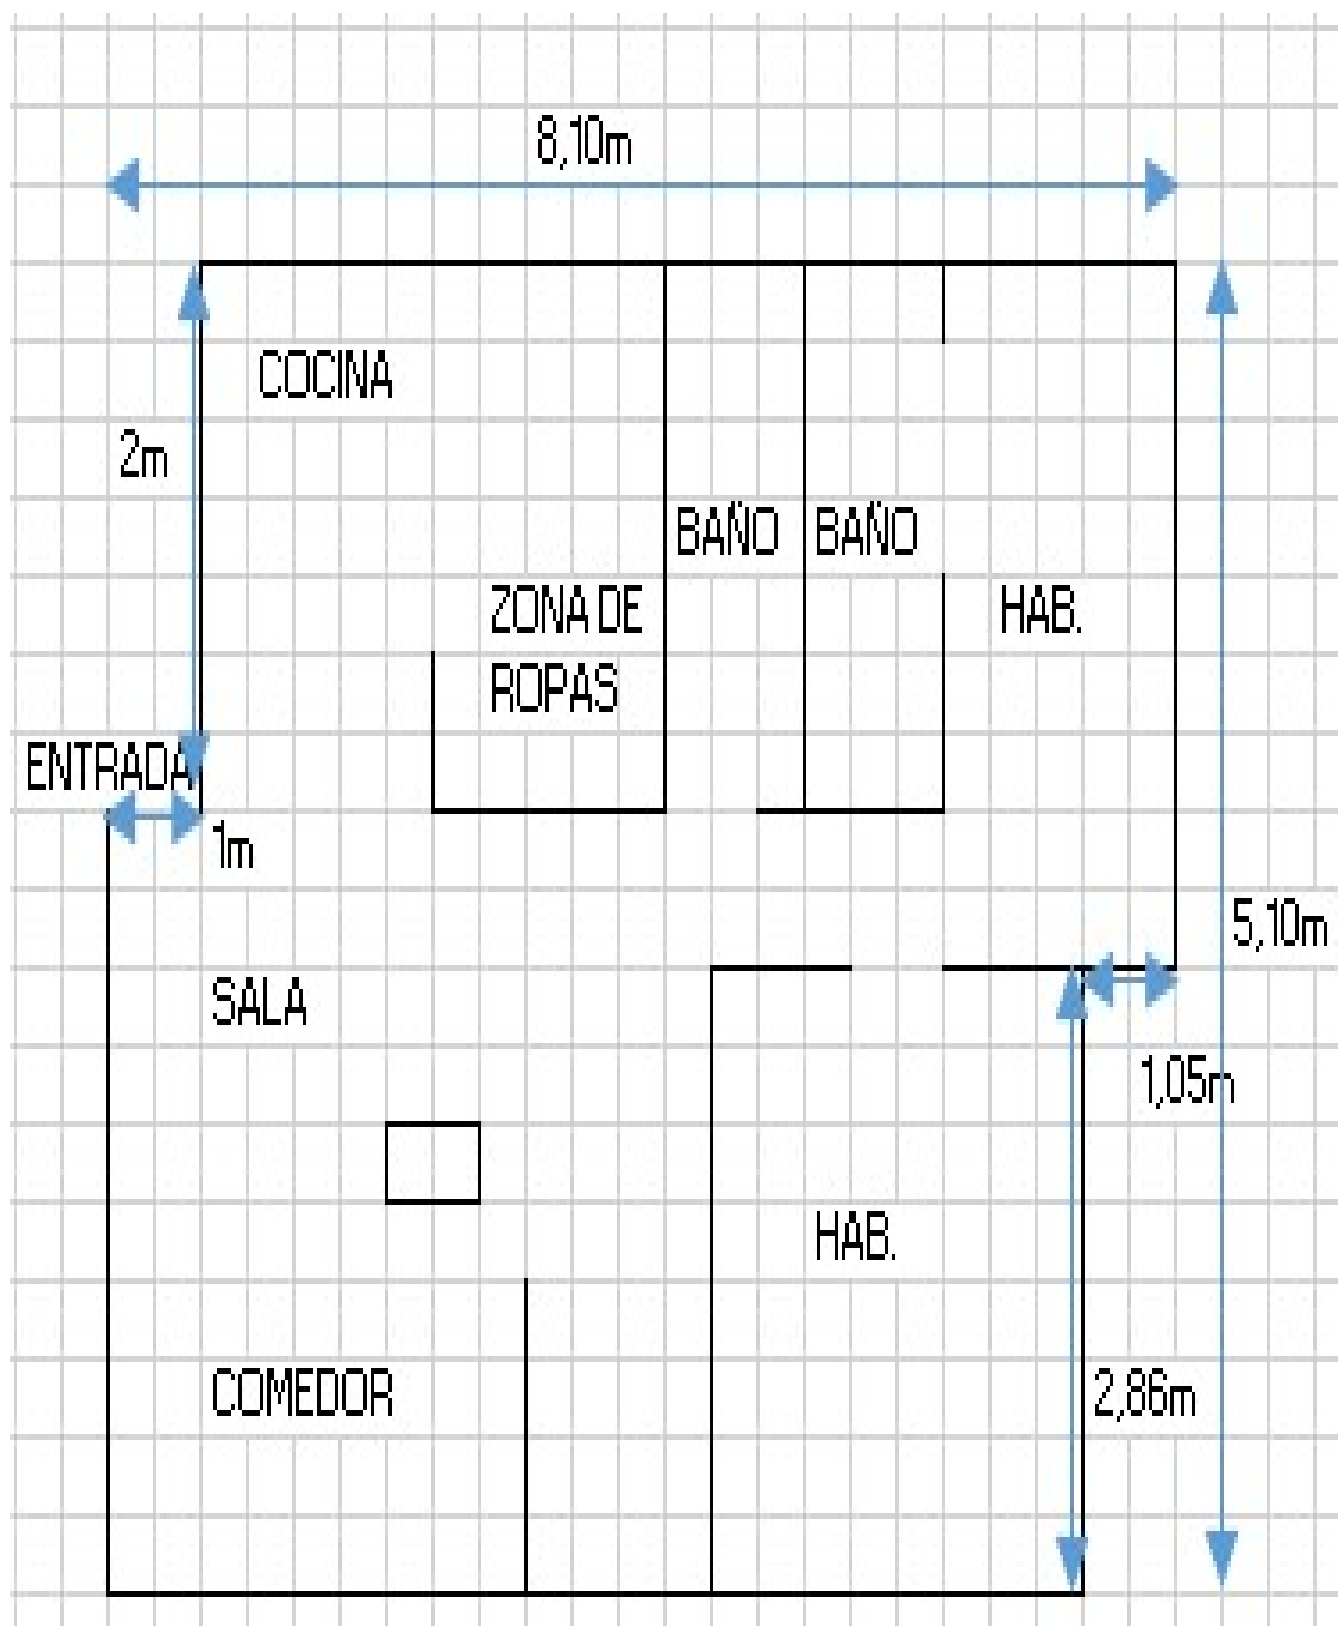 8,10m
COCINA
2m
BAÑO
BAÑO
ZONA DE
ROPAS
HAB.
ENTRADA
1m
5,10m
SALA
1,05m
HAB.
COMEDOR
2,86m